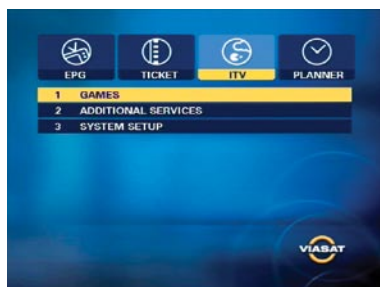 EPG TICKET ITV PLANNER
1 GAMES
2 ADDITIONAL SERVICES
3 SYSTEM SETUP
VIASAT